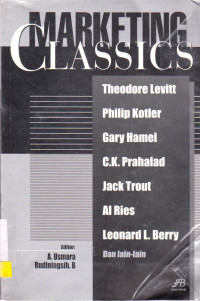 MARKETING
CLASSICS
Theodore Levitt
Philip Kotler
Gary Hamel
C.K. Prahalad
Jack Trout
Al Ries
Leonard L. Berry
Dan lain-lain
Editor:
A. Usmara
Budiningsih, B